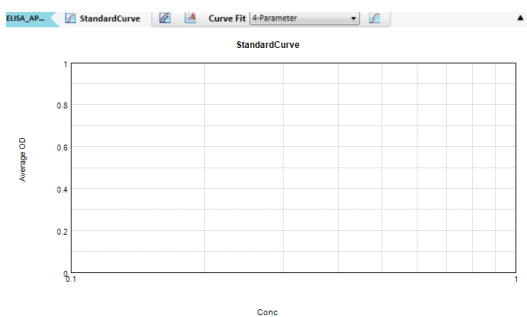 ELISA_AP... StandardCurve Curve Fit 4-Parameter
StandardCurve
1
0.8
0.6
0.4
0.2
0
Average OD
0.1 1
Conc